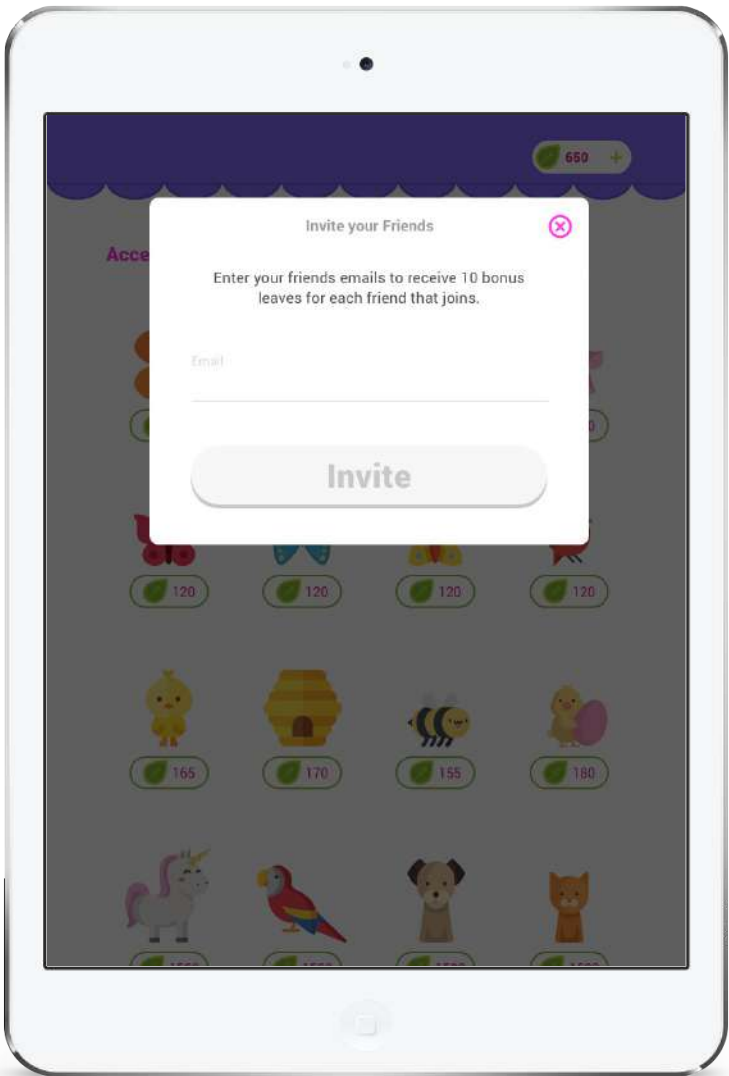 650 +
Invite your Friends
Acce
Enter your friends emails to receive 10 bonus
leaves for each friend that joins.
Email
Invite
120 120 120 120
165 170 155 180